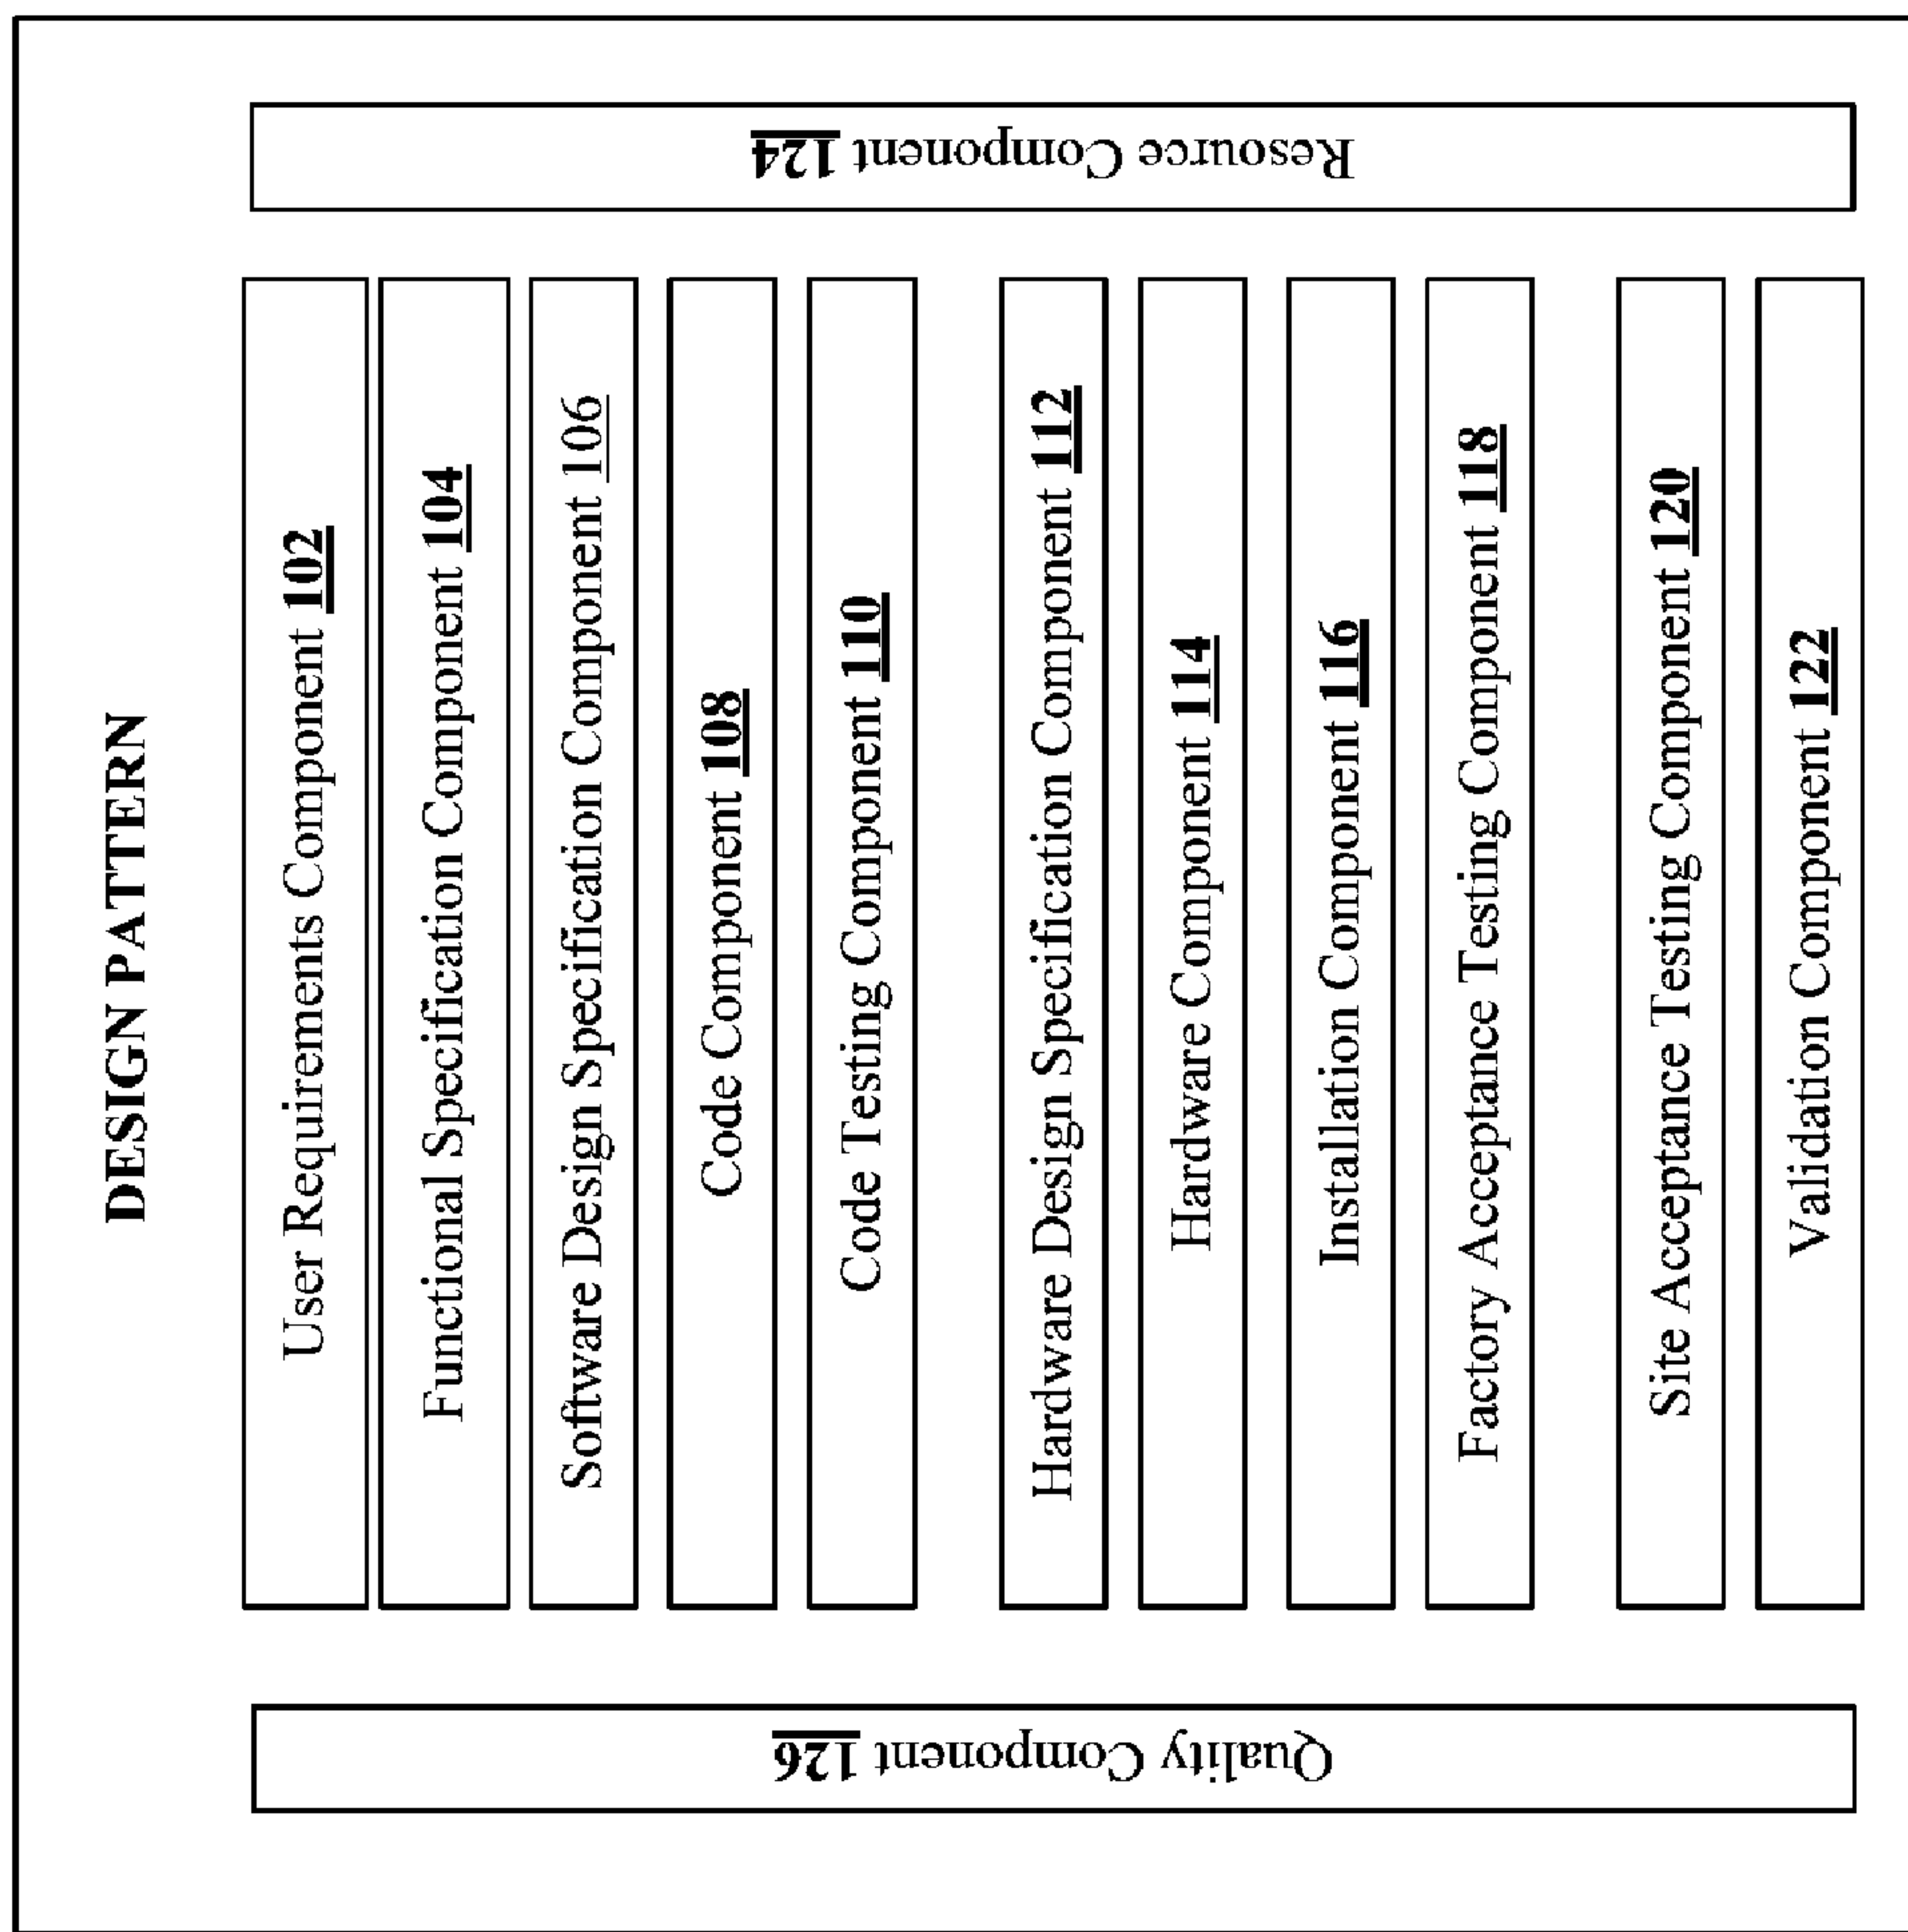 DESIGN PATTERN
Quality Component 126
User Requirements Component 102
Functional Specification Component 104
Software Design Specification Component 106
Code Component 108
Code Testing Component 110
Hardware Design Specification Component 112
Hardware Component 114
Installation Component 116
Factory Acceptance Testing Component 118
Site Acceptance Testing Component 120
Validation Component 122
Resource Component 124